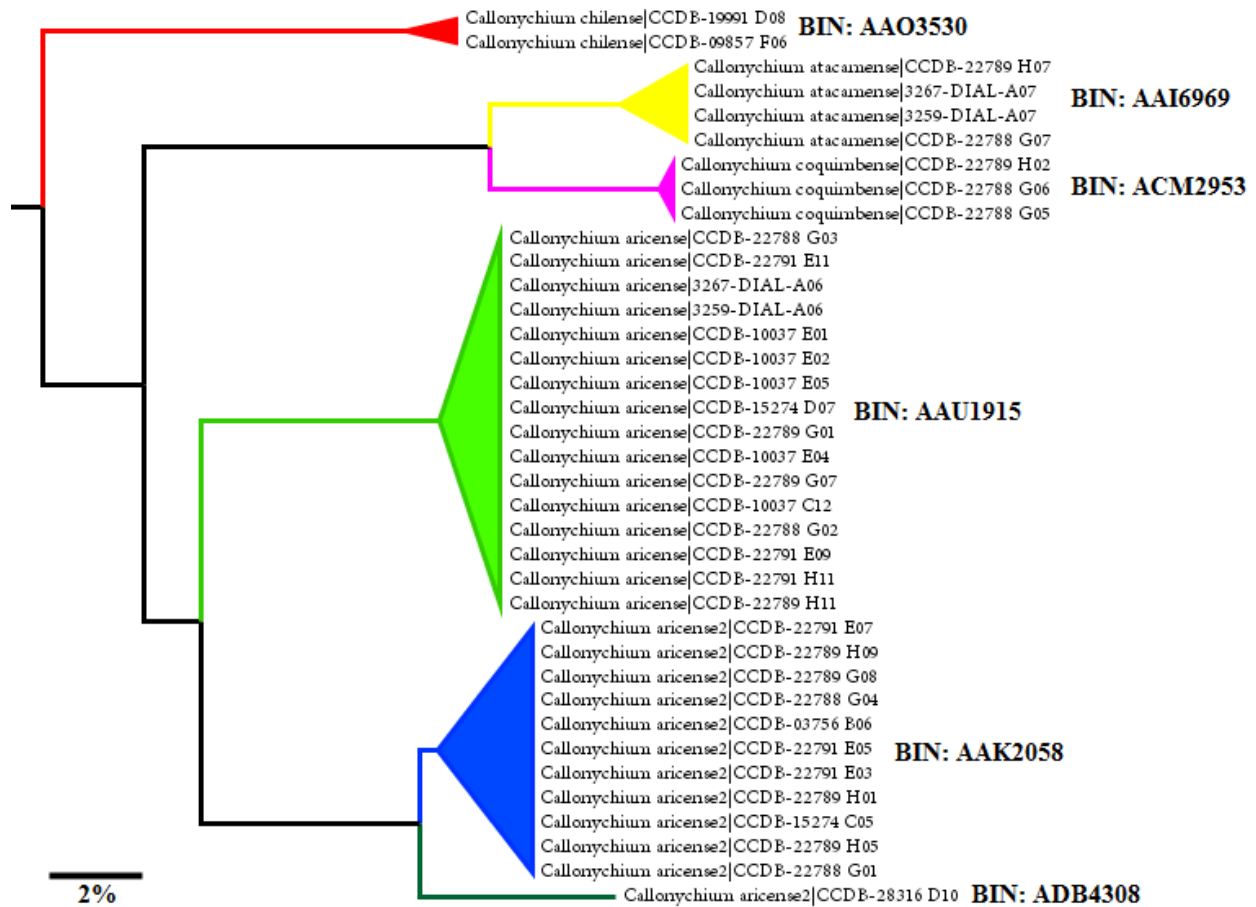 Callonychium chilense|CCDB-19991 D08
Callonychium chilense|CCDB-09857 F06
BIN: AAO3530
Callonychium atacamense|CCDB-22789 H07
Callonychium atacamense|3267-DIAL-A07
Callonychium atacamense|3259-DIAL-A07
Callonychium atacamense|CCDB-22788 G07
BIN: AAI6969
Callonychium coquimbense|CCDB-22789 H02
Callonychium coquimbense|CCDB-22788 G06
Callonychium coquimbense|CCDB-22788 G05
BIN: ACM2953
Callonychium aricense|CCDB-22788 G03
Callonychium aricense|CCDB-22791 E11
Callonychium aricense|3267-DIAL-A06
Callonychium aricense|3259-DIAL-A06
Callonychium aricense|CCDB-10037 E01
Callonychium aricense|CCDB-10037 E02
Callonychium aricense|CCDB-10037 E05
Callonychium aricense|CCDB-15274 D07
Callonychium aricense|CCDB-22789 G01
Callonychium aricense|CCDB-10037 E04
Callonychium aricense|CCDB-22789 G07
Callonychium aricense|CCDB-10037 C12
Callonychium aricense|CCDB-22788 G02
Callonychium aricense|CCDB-22791 E09
Callonychium aricense|CCDB-22791 H11
Callonychium aricense|CCDB-22789 H11
BIN: AAU1915
Callonychium aricense2|CCDB-22791 E07
Callonychium aricense2|CCDB-22789 H09
Callonychium aricense2|CCDB-22789 G08
Callonychium aricense2|CCDB-22788 G04
Callonychium aricense2|CCDB-03756 B06
Callonychium aricense2|CCDB-22791 E05
Callonychium aricense2|CCDB-22791 E03
Callonychium aricense2|CCDB-22789 H01
Callonychium aricense2|CCDB-15274 C05
Callonychium aricense2|CCDB-22789 H05
Callonychium aricense2|CCDB-22788 G01
BIN: AAK2058
Callonychium aricense2|CCDB-28316 D10
BIN: ADB4308
2%